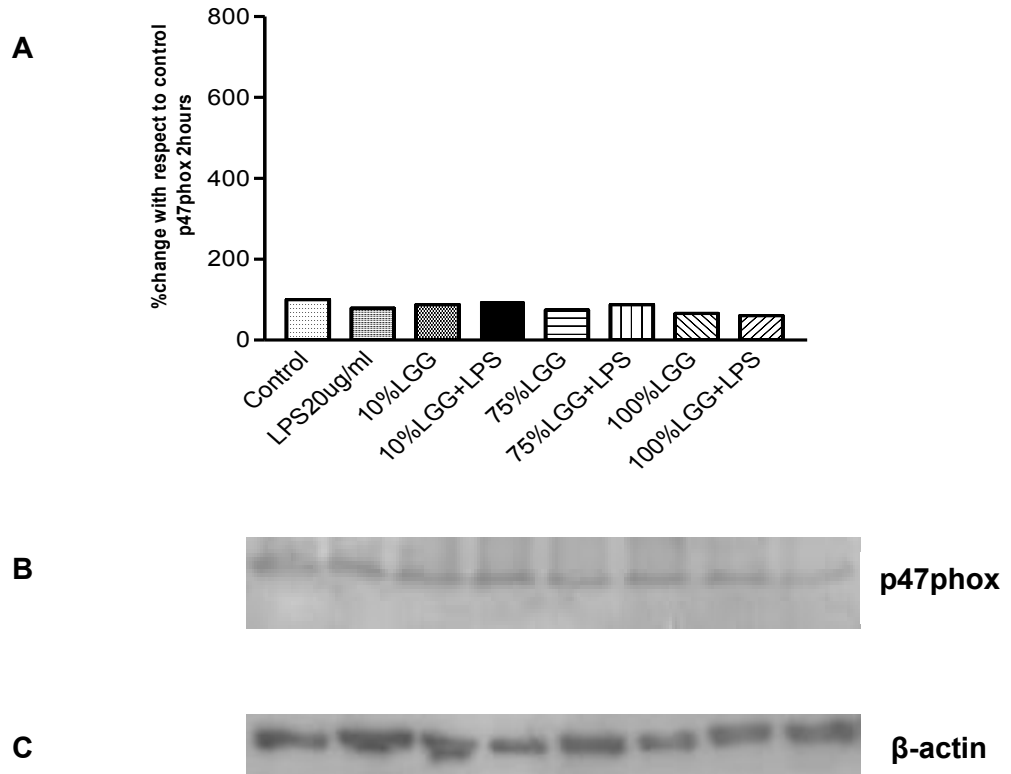 A
%change with respect to control
p47phox 2hours
800
600
400
200
0
Control
LPS20ug/ml
10%LGG
10%LGG+LPS
75%LGG
75%LGG+LPS
100%LGG
100%LGG+LPS
B
p47phox
C
β-actin